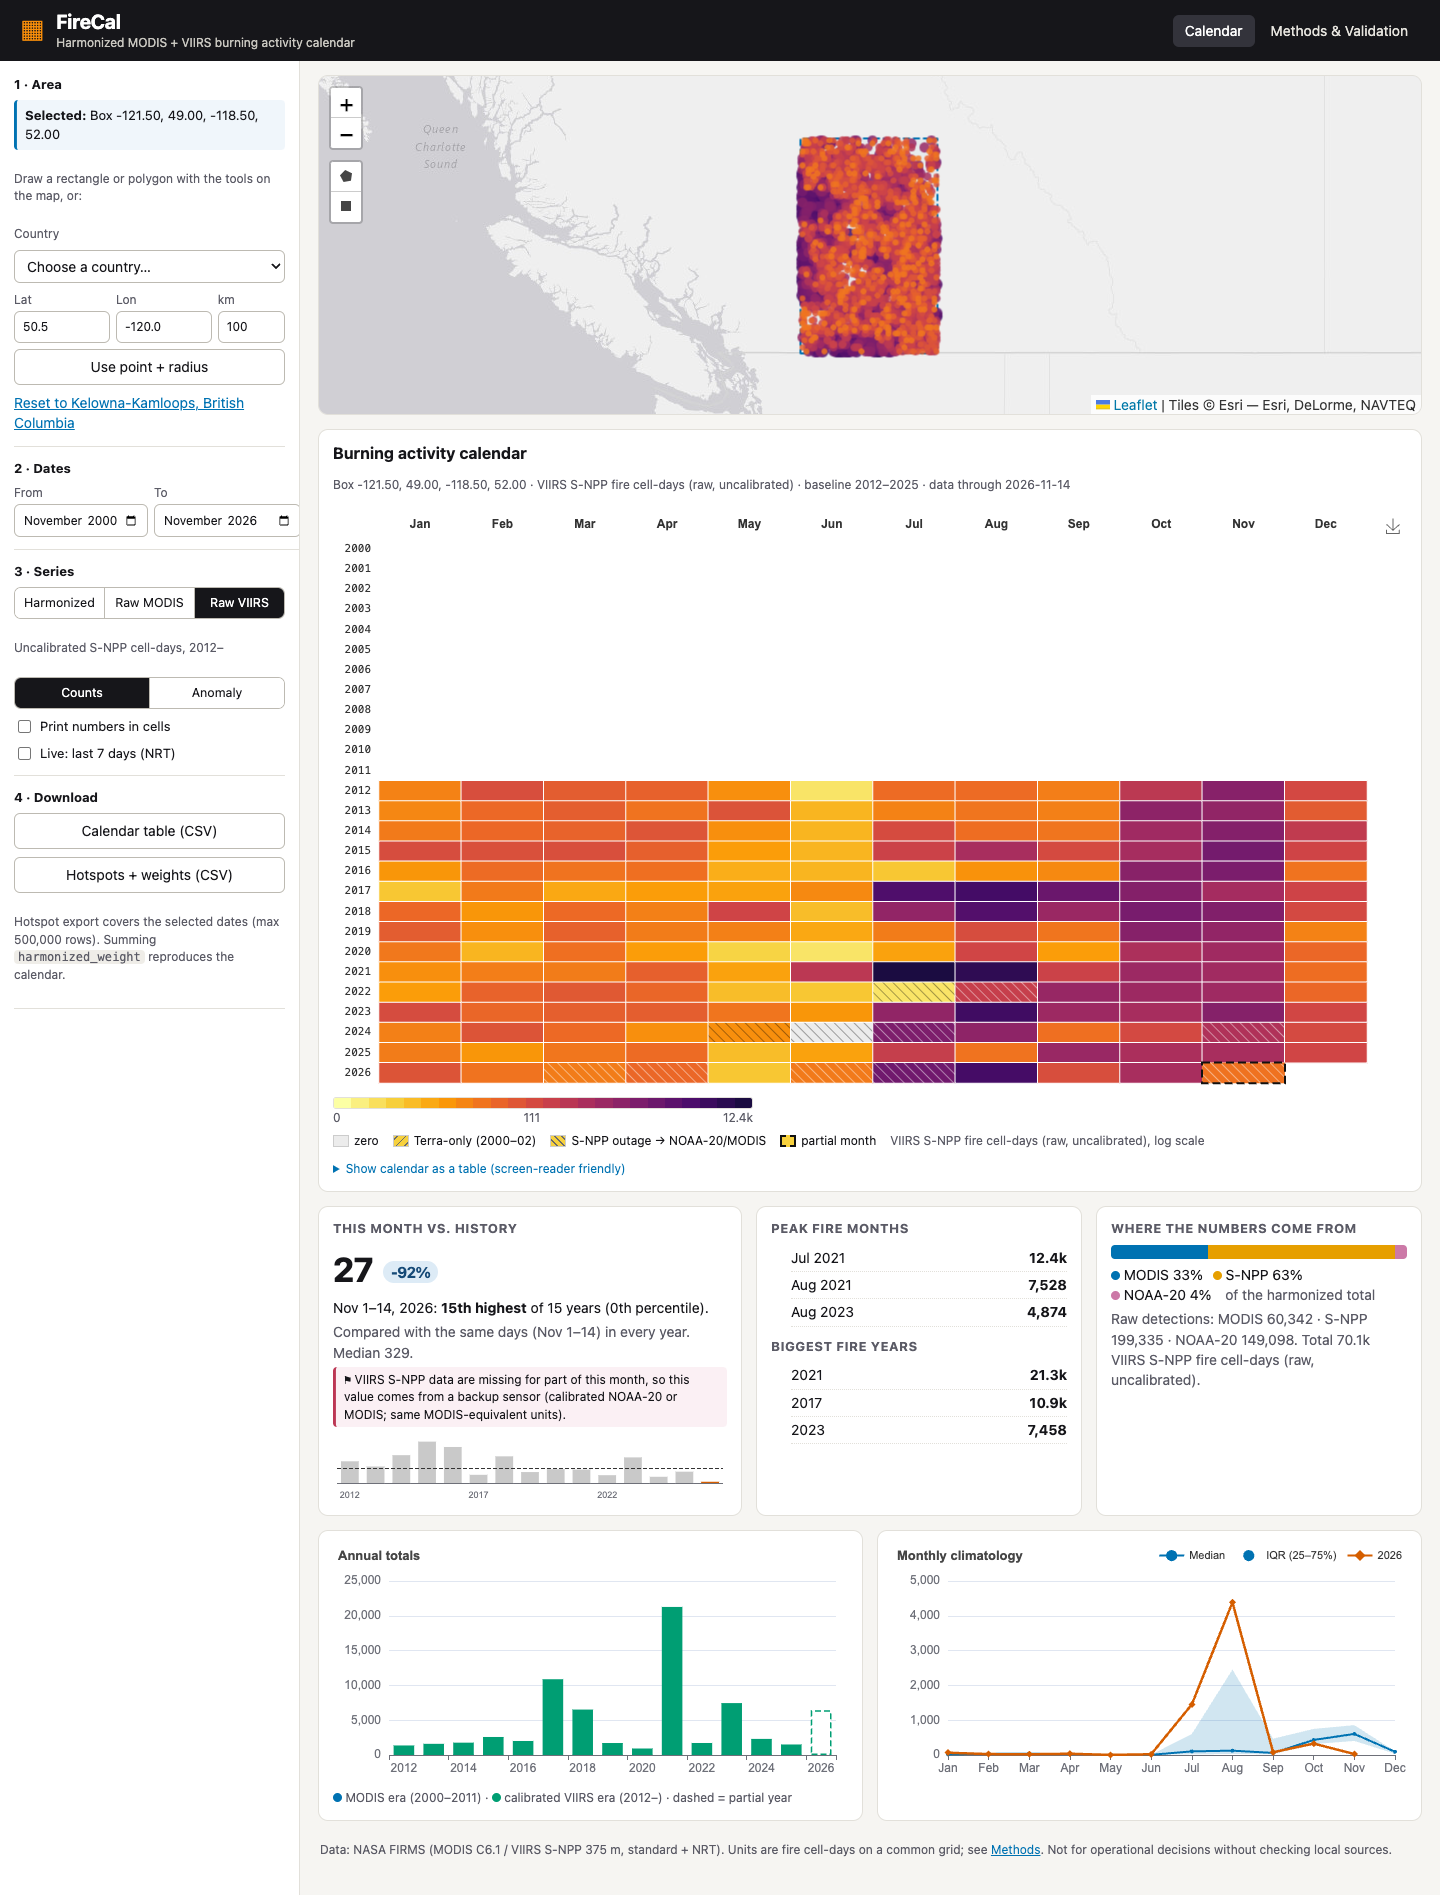 FireCal
Harmonized MODIS + VIIRS burning activity calendar
Calendar
Methods & Validation
1 · Area
Selected: Box -121.50, 49.00, -118.50,
52.00
Draw a rectangle or polygon with the tools on
the map, or:
Country
Choose a country...
Lat Lon km
50.5 -120.0 100
Use point + radius
Reset to Kelowna-Kamloops, British
Columbia
2 · Dates
From To
November 2000 November 2026
3 · Series
Harmonized Raw MODIS Raw VIIRS
Uncalibrated S-NPP cell-days, 2012–
Counts Anomaly
Print numbers in cells
Live: last 7 days (NRT)
4 · Download
Calendar table (CSV)
Hotspots + weights (CSV)
Hotspot export covers the selected dates (max
500,000 rows). Summing
harmonized_weight reproduces the
calendar.
+
−
Queen
Charlotte
Sound
Leaflet | Tiles © Esri — Esri, DeLorme, NAVTEQ
Burning activity calendar
Box -121.50, 49.00, -118.50, 52.00 · VIIRS S-NPP fire cell-days (raw, uncalibrated) · baseline 2012–2025 · data through 2026-11-14
Jan Feb Mar Apr May Jun Jul Aug Sep Oct Nov Dec
2000
2001
2002
2003
2004
2005
2006
2007
2008
2009
2010
2011
2012
2013
2014
2015
2016
2017
2018
2019
2020
2021
2022
2023
2024
2025
2026
0 111 12.4k
zero Terra-only (2000–02) S-NPP outage → NOAA-20/MODIS partial month VIIRS S-NPP fire cell-days (raw, uncalibrated), log scale
▶ Show calendar as a table (screen-reader friendly)
THIS MONTH VS. HISTORY
27 -92%
Nov 1–14, 2026: 15th highest of 15 years (0th percentile).
Compared with the same days (Nov 1–14) in every year.
Median 329.
⚑ VIIRS S-NPP data are missing for part of this month, so this
value comes from a backup sensor (calibrated NOAA-20 or
MODIS; same MODIS-equivalent units).
2012 2017 2022
PEAK FIRE MONTHS
Jul 2021 12.4k
Aug 2021 7,528
Aug 2023 4,874
BIGGEST FIRE YEARS
2021 21.3k
2017 10.9k
2023 7,458
WHERE THE NUMBERS COME FROM
MODIS 33% S-NPP 63%
NOAA-20 4% of the harmonized total
Raw detections: MODIS 60,342 · S-NPP
199,335 · NOAA-20 149,098. Total 70.1k
VIIRS S-NPP fire cell-days (raw,
uncalibrated).
Annual totals
25,000
20,000
15,000
10,000
5,000
0
2012 2014 2016 2018 2020 2022 2024 2026
MODIS era (2000–2011) · calibrated VIIRS era (2012–) · dashed = partial year
Monthly climatology
Median IQR (25–75%) 2026
5,000
4,000
3,000
2,000
1,000
0
Jan Feb Mar Apr May Jun Jul Aug Sep Oct Nov Dec
Data: NASA FIRMS (MODIS C6.1 / VIIRS S-NPP 375 m, standard + NRT). Units are fire cell-days on a common grid; see Methods. Not for operational decisions without checking local sources.